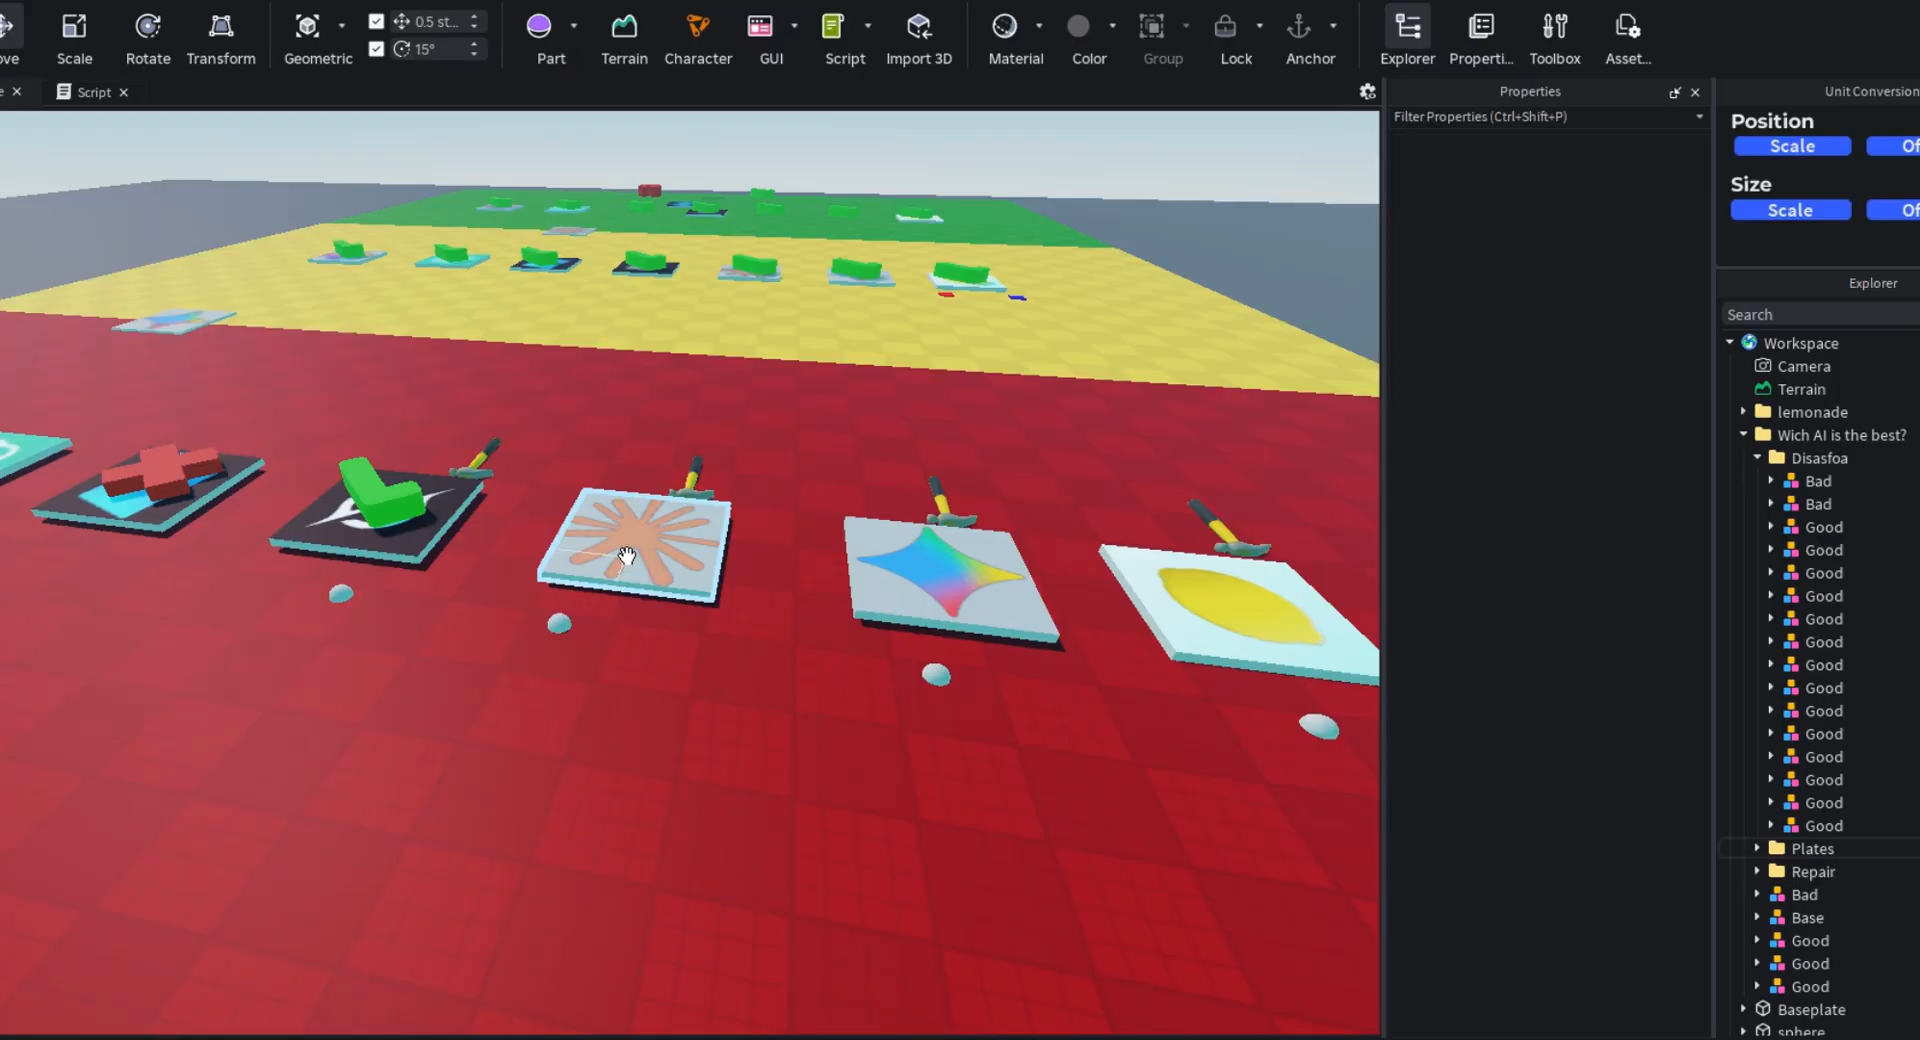 ove
Scale
Rotate
Transform
Geometric
0.5 st...
15°
Part
Terrain
Character
GUI
Script
Import 3D
Material
Color
Group
Lock
Anchor
Explorer
Properti...
Toolbox
Asset...
e
Script
Properties
Filter Properties (Ctrl+Shift+P)
Unit Conversion
Position
Scale
Of
Size
Scale
Of
Explorer
Search
Workspace
Camera
Terrain
lemonade
Wich AI is the best?
Disasfoa
Bad
Bad
Good
Good
Good
Good
Good
Good
Good
Good
Good
Good
Good
Good
Good
Good
Plates
Repair
Bad
Base
Good
Good
Good
Baseplate
sphere